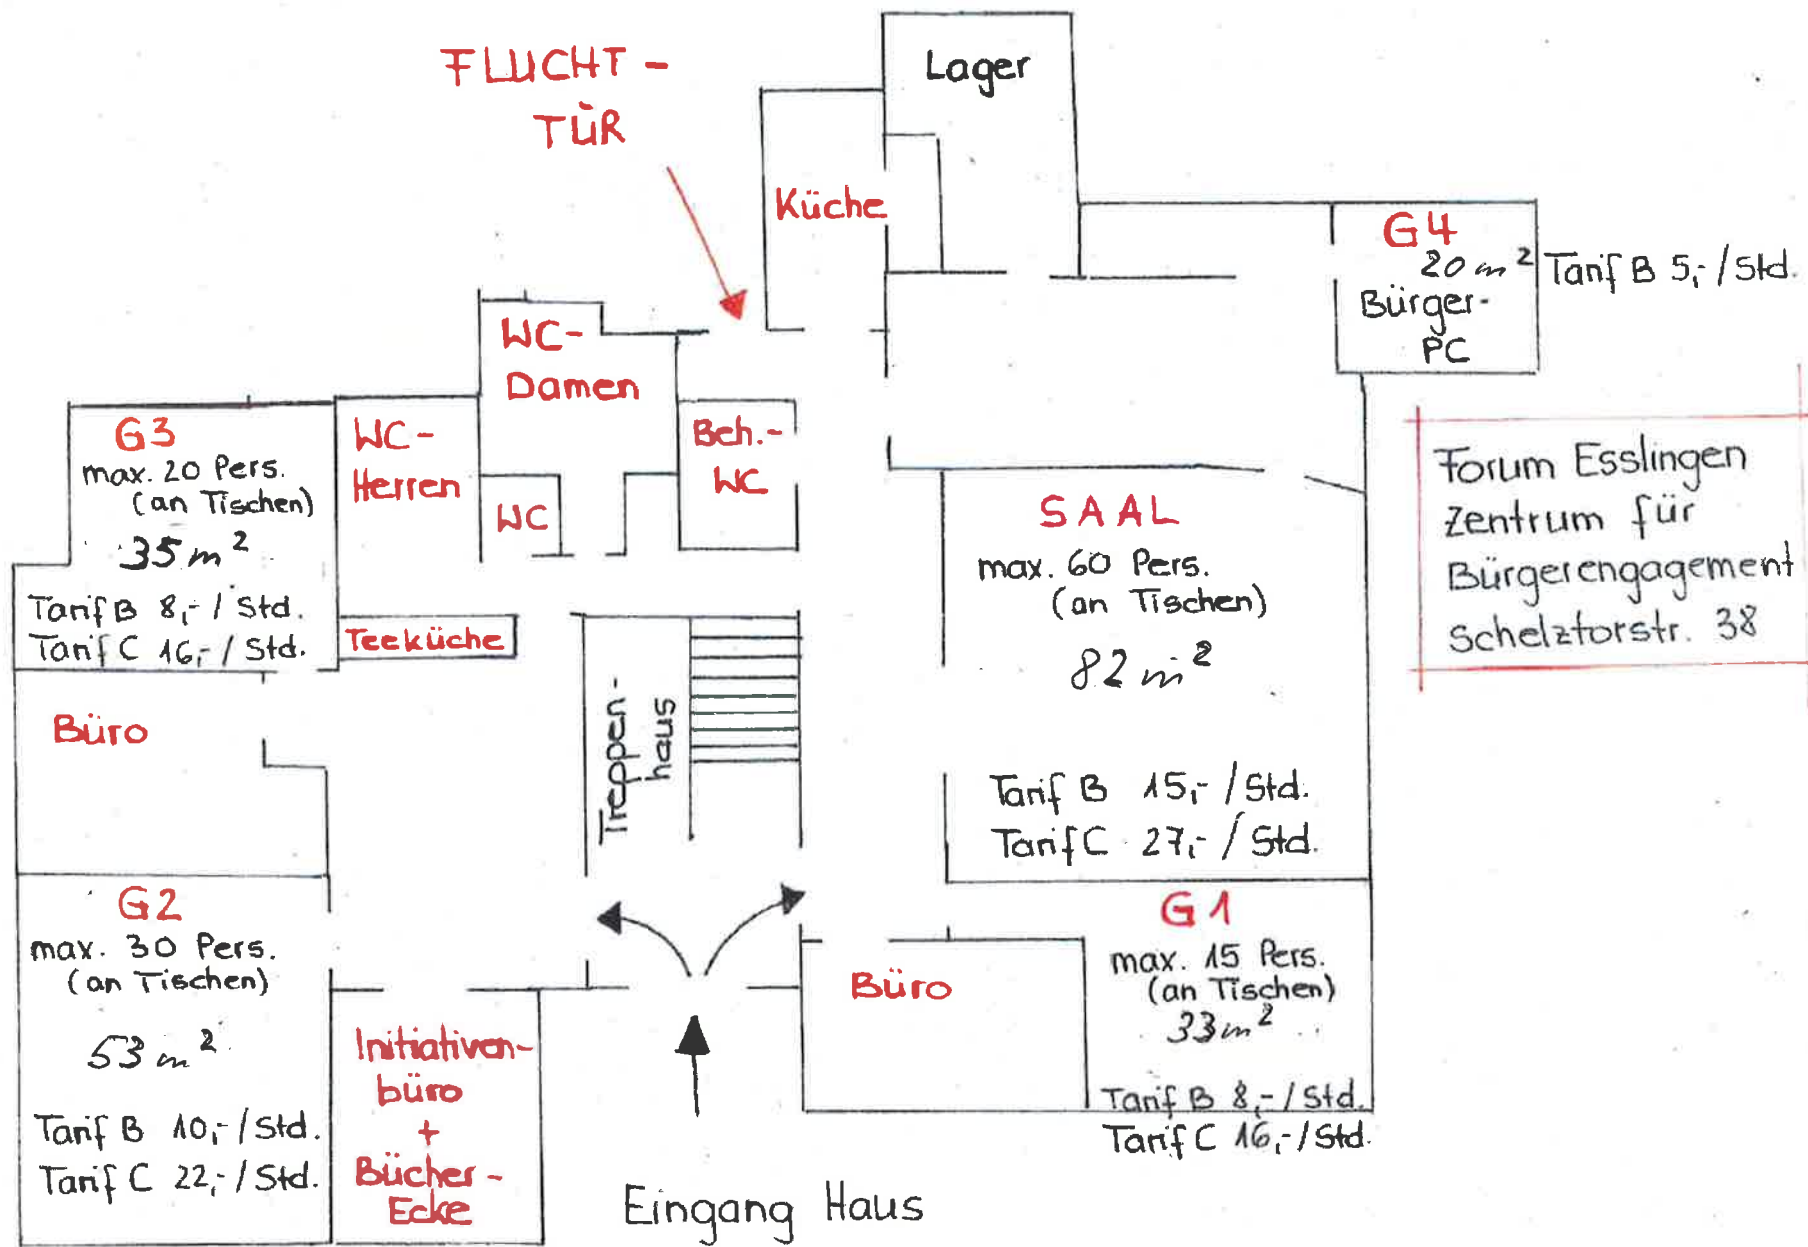 FLUCHT-
TÜR
Lager
Küche
G4
20 m²
Bürger-
PC
Tarif B 5,-/Std.
WC-
Damen
G3
max. 20 Pers.
(an Tischen)
35 m²
Tarif B 8,-/Std.
Tarif C 16,-/Std.
WC-
Herren
WC
Beh.-
WC
Teeküche
SAAL
max. 60 Pers.
(an Tischen)
82 m²
Tarif B 15,-/Std.
Tarif C 27,-/Std.
Forum Esslingen
Zentrum für
Bürgerengagement
Schelztorstr. 38
Büro
Treppen-
haus
G2
max. 30 Pers.
(an Tischen)
53 m²
Tarif B 10,-/Std.
Tarif C 22,-/Std.
Initiativen-
büro
+
Bücher-
Ecke
Büro
G1
max. 15 Pers.
(an Tischen)
33 m²
Tarif B 8,-/Std.
Tarif C 16,-/Std.
Eingang Haus